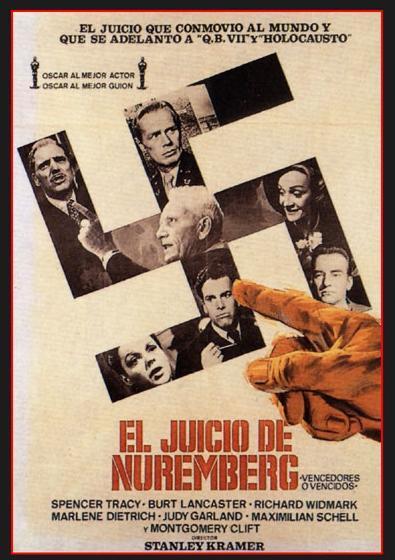 EL JUICIO QUE CONMOVIO AL MUNDO Y
QUE SE ADELANTO A "Q.B.VII" Y "HOLOCAUSTO"
OSCAR AL MEJOR ACTOR
OSCAR AL MEJOR GUION
EL JUICIO DE
NUREMBERG
·VENCEDORES
O VENCIDOS·
SPENCER TRACY · BURT LANCASTER · RICHARD WIDMARK
MARLENE DIETRICH · JUDY GARLAND · MAXIMILIAN SCHELL
Y MONTGOMERY CLIFT
DIRECTOR
STANLEY KRAMER